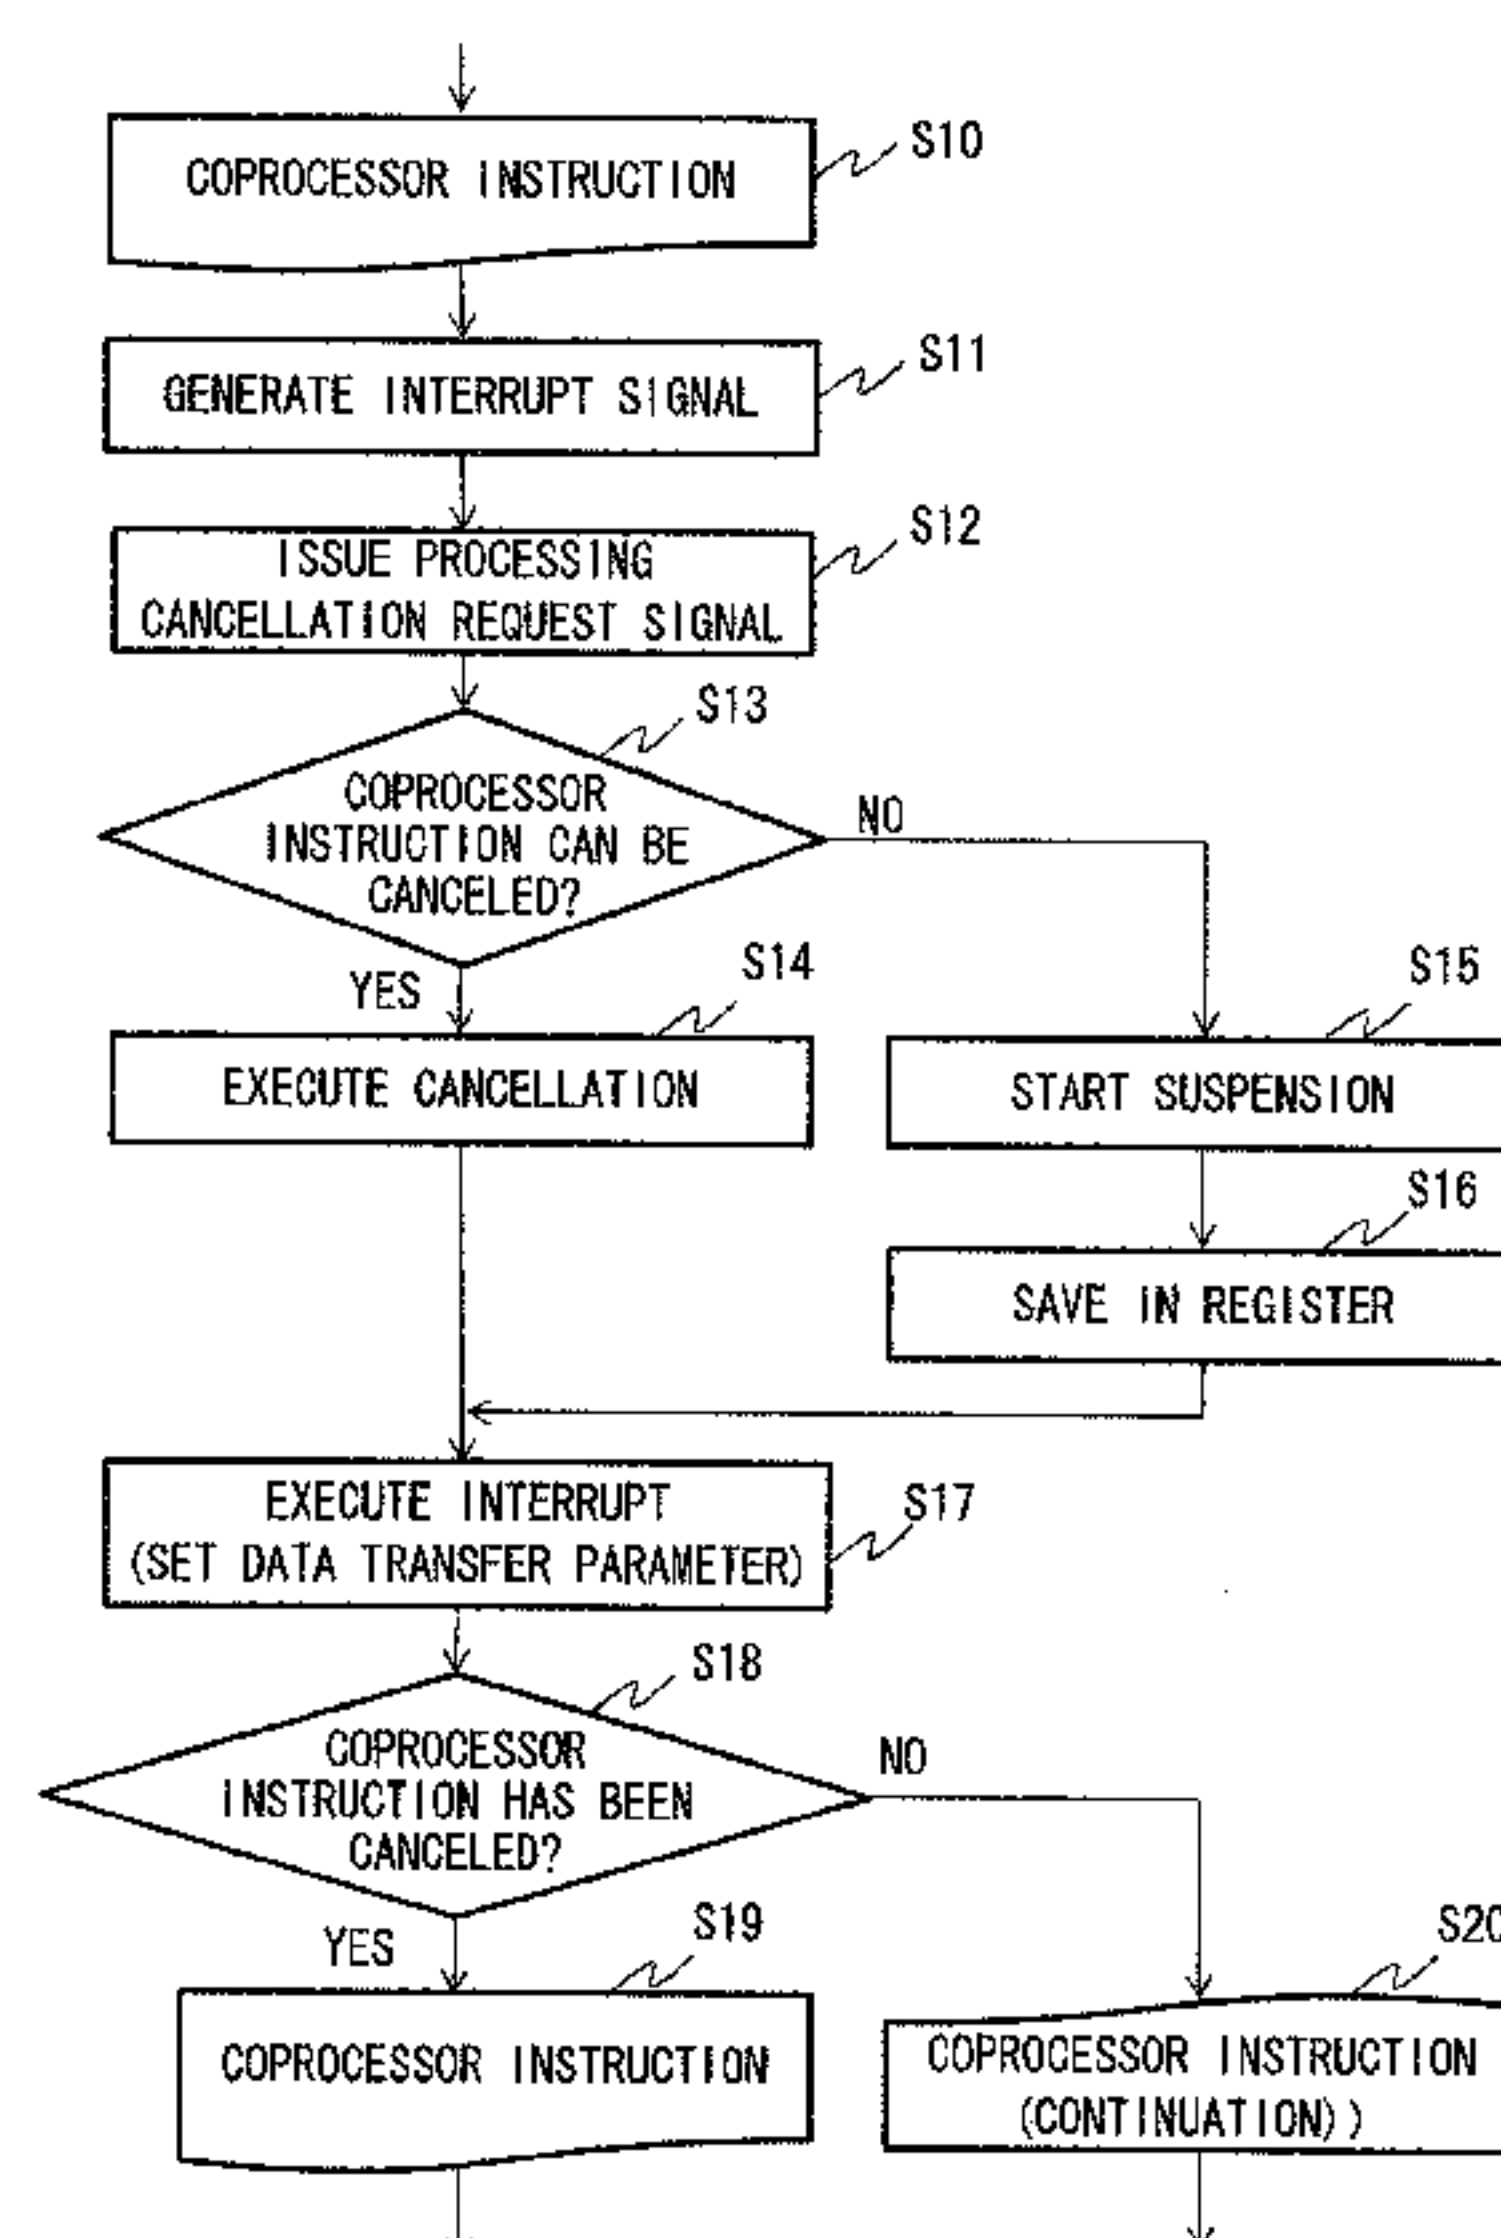 S10
COPROCESSOR INSTRUCTION
S11
GENERATE INTERRUPT SIGNAL
S12
ISSUE PROCESSING
CANCELLATION REQUEST SIGNAL
S13
COPROCESSOR
INSTRUCTION CAN BE
CANCELED?
NO
YES
S14
S15
EXECUTE CANCELLATION
START SUSPENSION
S16
SAVE IN REGISTER
EXECUTE INTERRUPT
(SET DATA TRANSFER PARAMETER)
S17
S18
COPROCESSOR
INSTRUCTION HAS BEEN
CANCELED?
NO
YES
S19
S20
COPROCESSOR INSTRUCTION
COPROCESSOR INSTRUCTION
(CONTINUATION))